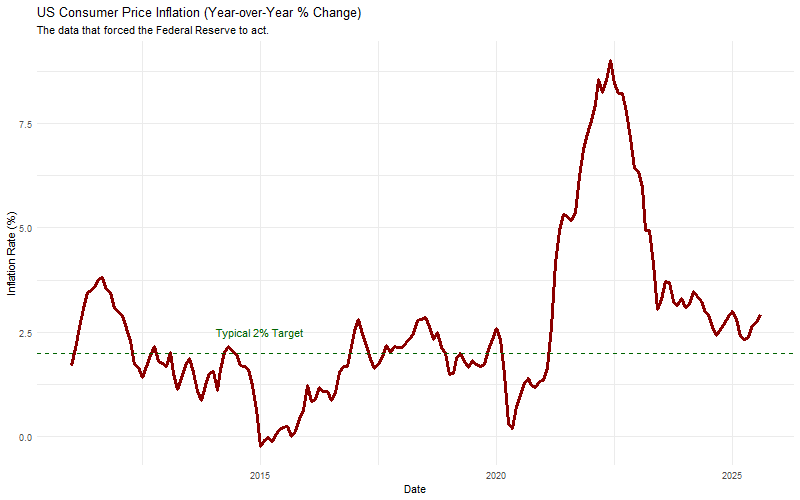 US Consumer Price Inflation (Year-over-Year % Change)
The data that forced the Federal Reserve to act.
Inflation Rate (%)
7.5
5.0
2.5
0.0
Typical 2% Target
2015
2020
2025
Date